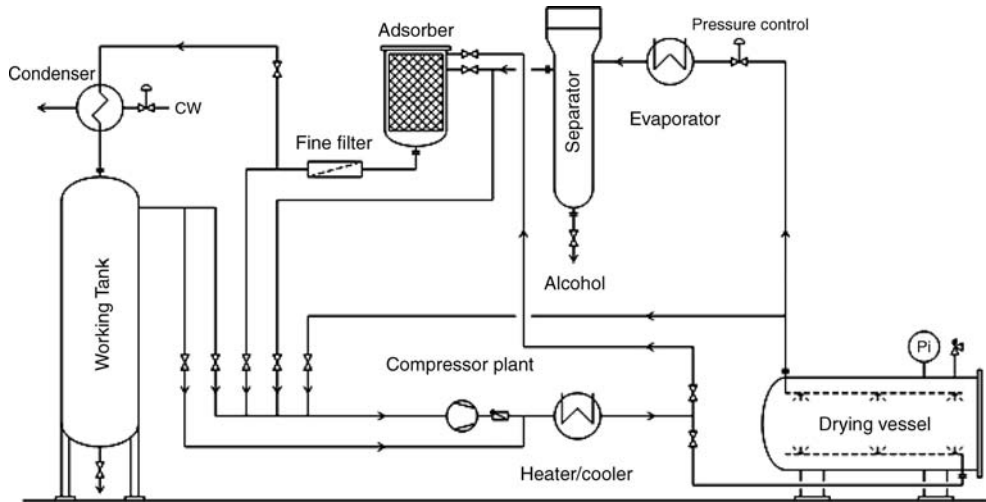 Adsorber
Pressure control
Condenser
CW
Separator
Evaporator
Fine filter
Alcohol
Working Tank
Compressor plant
Pi
Drying vessel
Heater/cooler